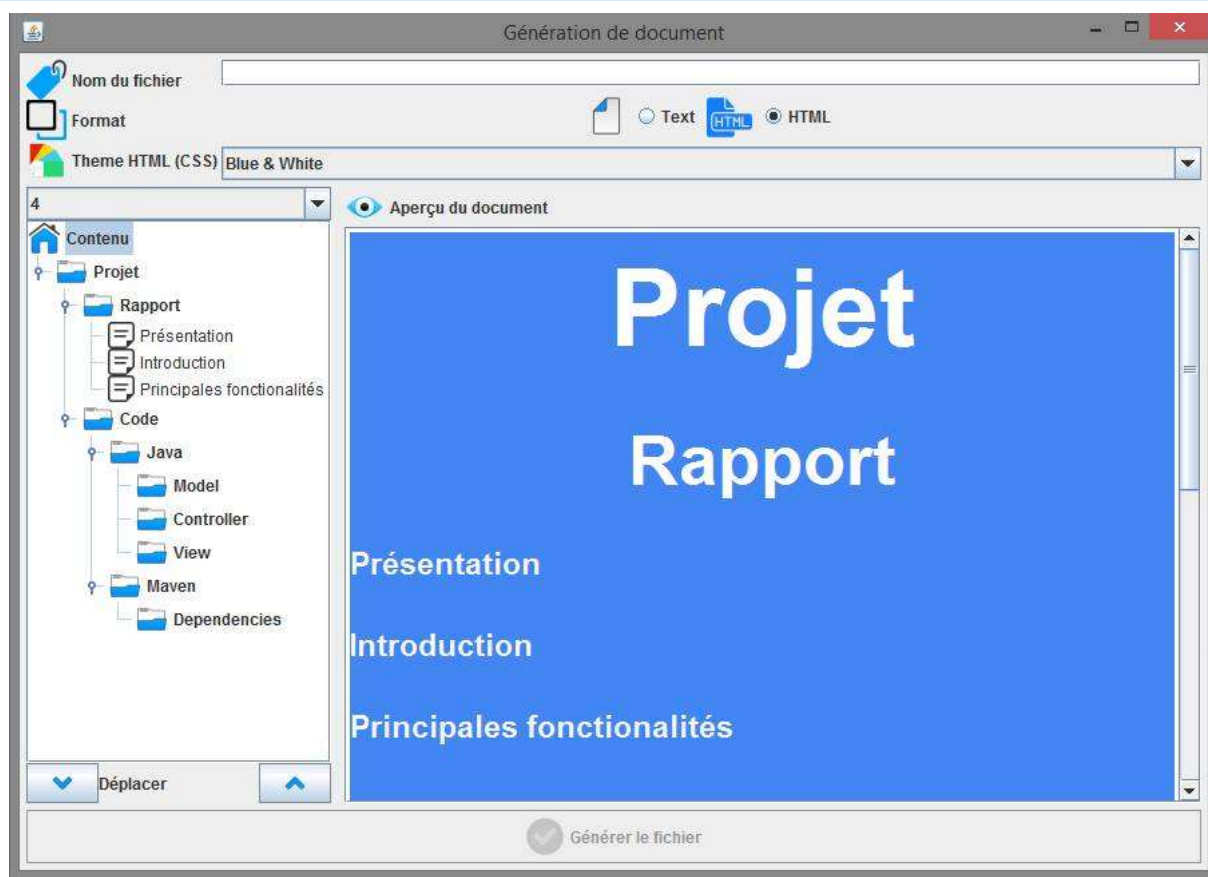 Génération de document
Nom du fichier
Format
Text
HTML
HTML
Theme HTML (CSS) Blue & White
4
Aperçu du document
Contenu
Projet
Rapport
Présentation
Introduction
Principales fonctionalités
Code
Java
Model
Controller
View
Maven
Dependencies
Déplacer
Projet
Rapport
Présentation
Introduction
Principales fonctionalités
Générer le fichier